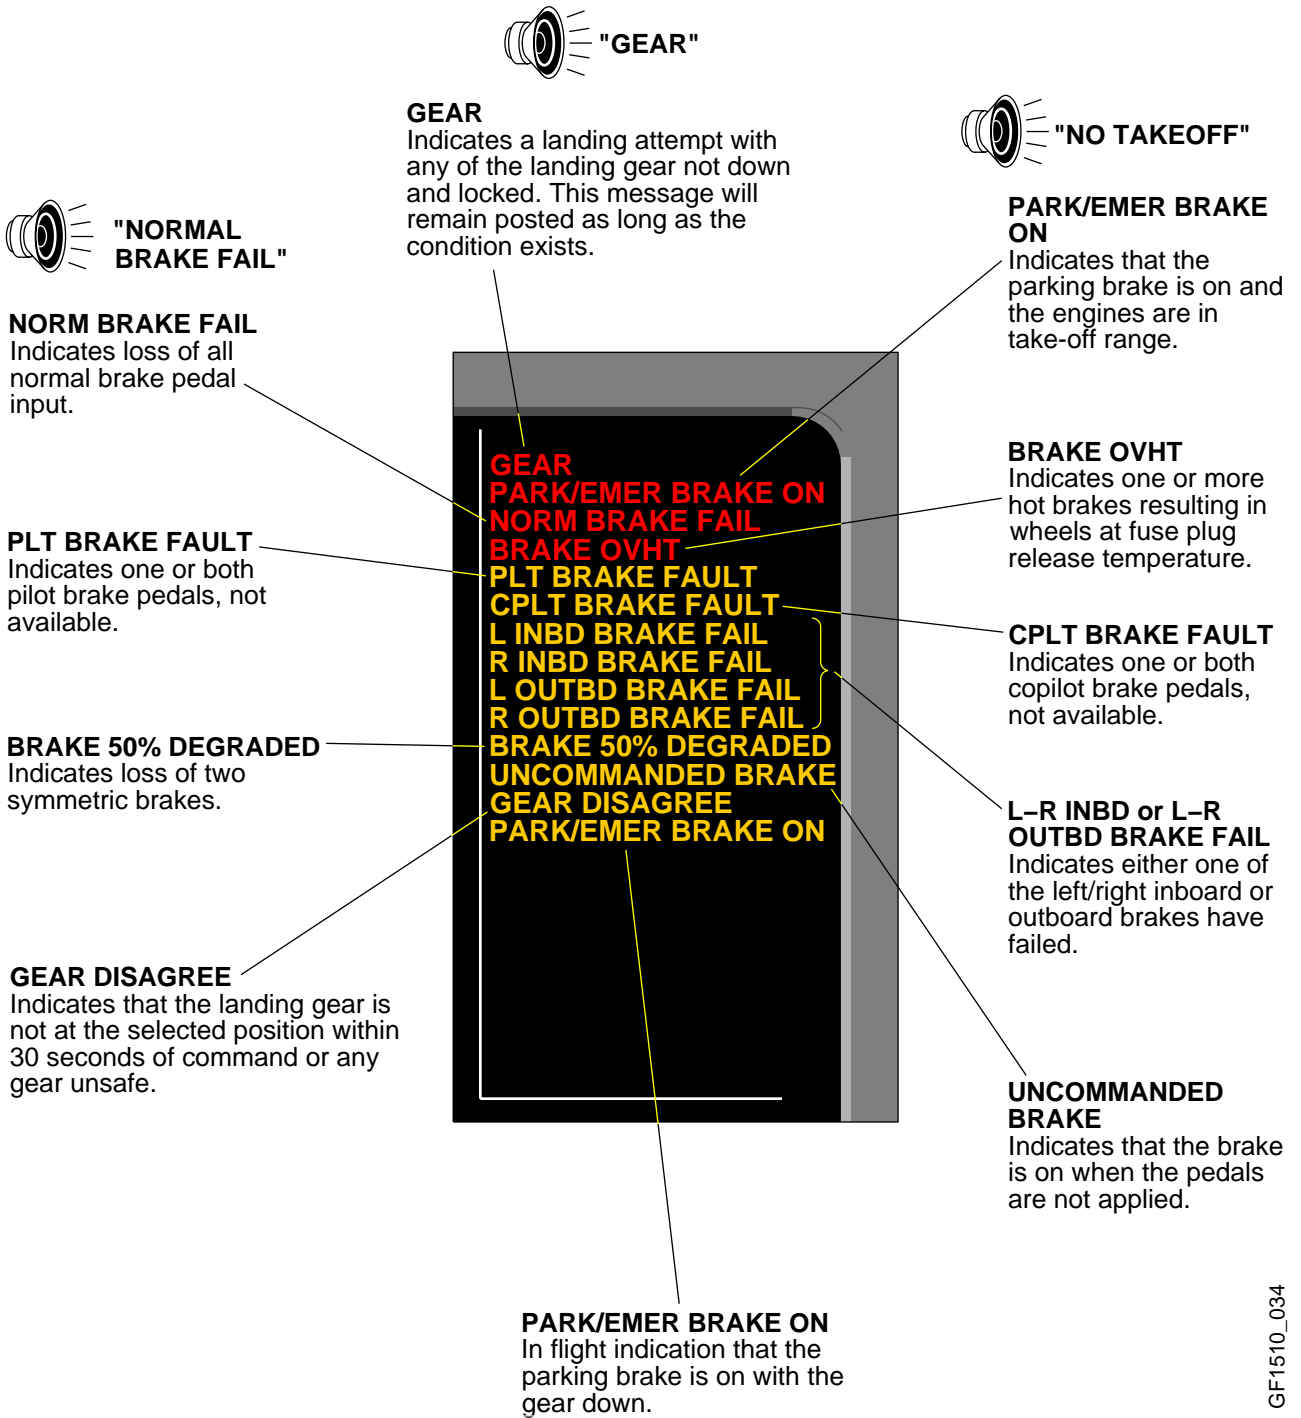 "GEAR"
GEAR
Indicates a landing attempt with
any of the landing gear not down
and locked. This message will
remain posted as long as the
condition exists.
"NO TAKEOFF"
PARK/EMER BRAKE
ON
Indicates that the
parking brake is on and
the engines are in
take-off range.
"NORMAL
BRAKE FAIL"
NORM BRAKE FAIL
Indicates loss of all
normal brake pedal
input.
BRAKE OVHT
Indicates one or more
hot brakes resulting in
wheels at fuse plug
release temperature.
PLT BRAKE FAULT
Indicates one or both
pilot brake pedals, not
available.
GEAR
PARK/EMER BRAKE ON
NORM BRAKE FAIL
BRAKE OVHT
PLT BRAKE FAULT
CPLT BRAKE FAULT
L INBD BRAKE FAIL
R INBD BRAKE FAIL
L OUTBD BRAKE FAIL
R OUTBD BRAKE FAIL
BRAKE 50% DEGRADED
UNCOMMANDED BRAKE
GEAR DISAGREE
PARK/EMER BRAKE ON
CPLT BRAKE FAULT
Indicates one or both
copilot brake pedals,
not available.
BRAKE 50% DEGRADED
Indicates loss of two
symmetric brakes.
L–R INBD or L–R
OUTBD BRAKE FAIL
Indicates either one of
the left/right inboard or
outboard brakes have
failed.
GEAR DISAGREE
Indicates that the landing gear is
not at the selected position within
30 seconds of command or any
gear unsafe.
UNCOMMANDED
BRAKE
Indicates that the brake
is on when the pedals
are not applied.
PARK/EMER BRAKE ON
In flight indication that the
parking brake is on with the
gear down.
GF1510_034